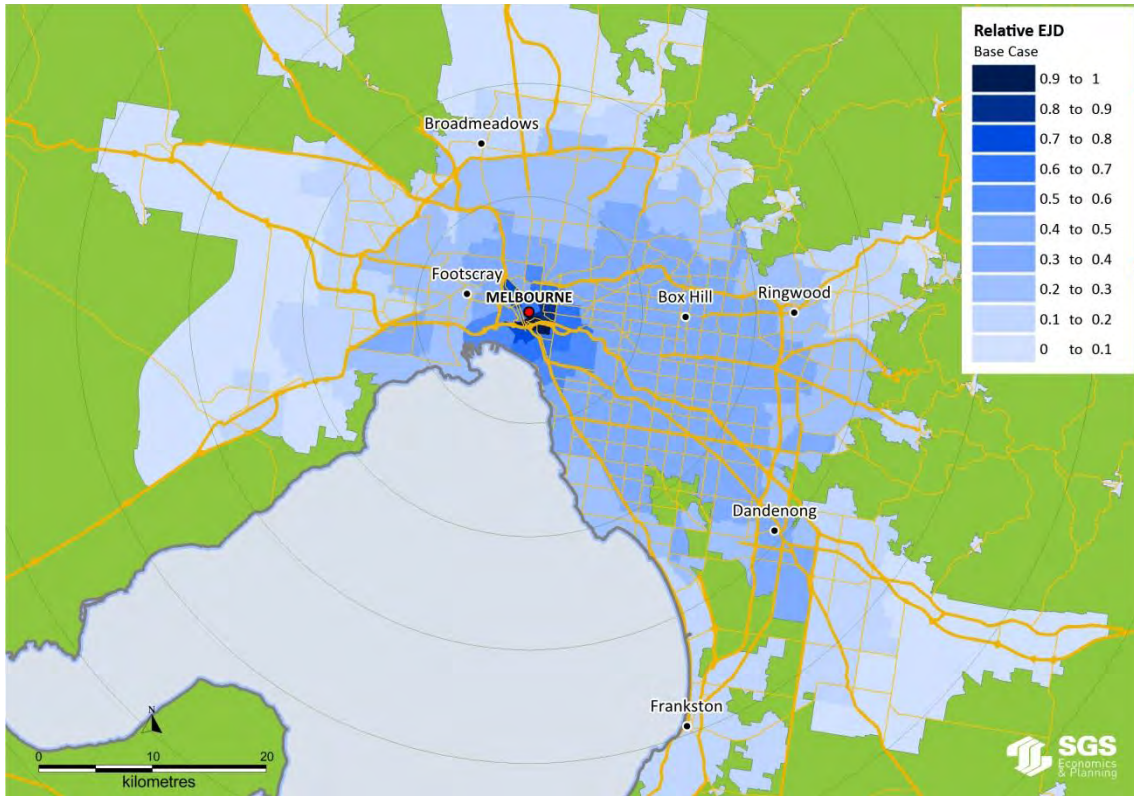 Relative EJD
Base Case
0.9 to 1
0.8 to 0.9
0.7 to 0.8
0.6 to 0.7
0.5 to 0.6
0.4 to 0.5
0.3 to 0.4
0.2 to 0.3
0.1 to 0.2
0 to 0.1
Broadmeadows
Footscray
MELBOURNE
Box Hill
Ringwood
Dandenong
Frankston
N
0 10 20
kilometres
SGS
Economics
& Planning